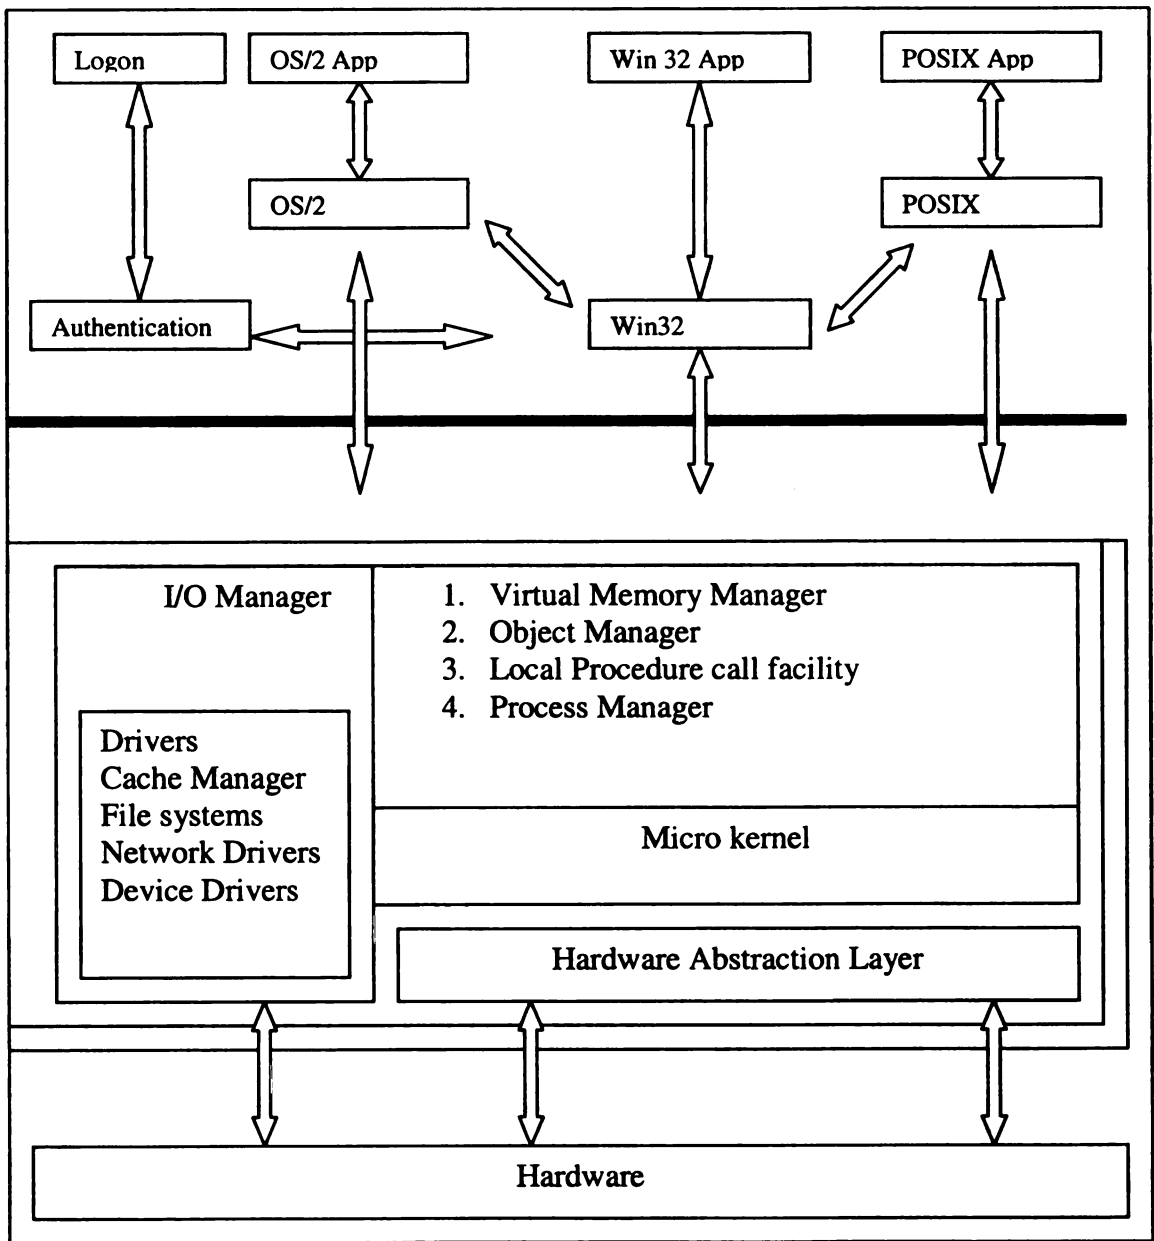 Logon
OS/2 App
Win 32 App
POSIX App
OS/2
POSIX
Authentication
Win32
I/O Manager
1. Virtual Memory Manager
2. Object Manager
3. Local Procedure call facility
4. Process Manager
Drivers
Cache Manager
File systems
Network Drivers
Device Drivers
Micro kernel
Hardware Abstraction Layer
Hardware